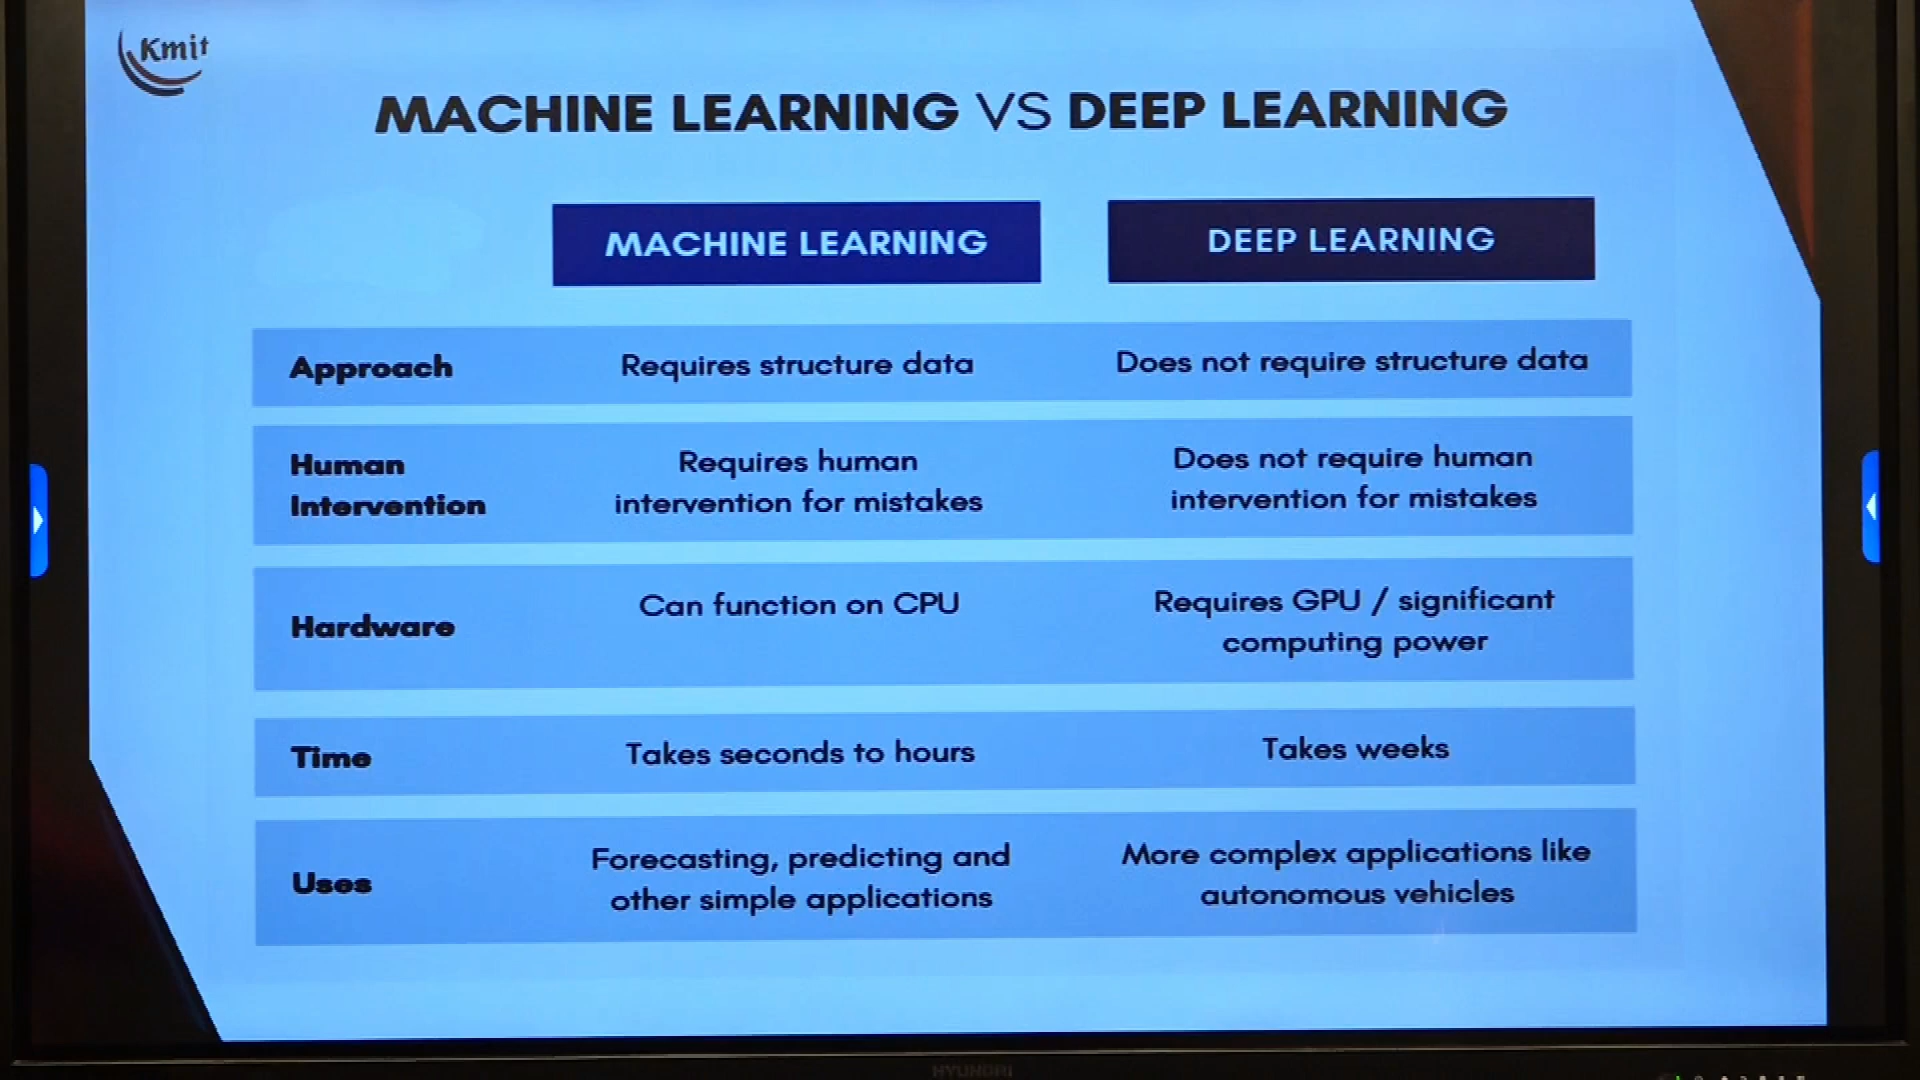 Kmit
MACHINE LEARNING VS DEEP LEARNING
MACHINE LEARNING
DEEP LEARNING
Approach
Requires structure data
Does not require structure data
Human
Intervention
Requires human
intervention for mistakes
Does not require human
intervention for mistakes
Hardware
Can function on CPU
Requires GPU / significant
computing power
Time
Takes seconds to hours
Takes weeks
Uses
Forecasting, predicting and
other simple applications
More complex applications like
autonomous vehicles
HYUNDAI